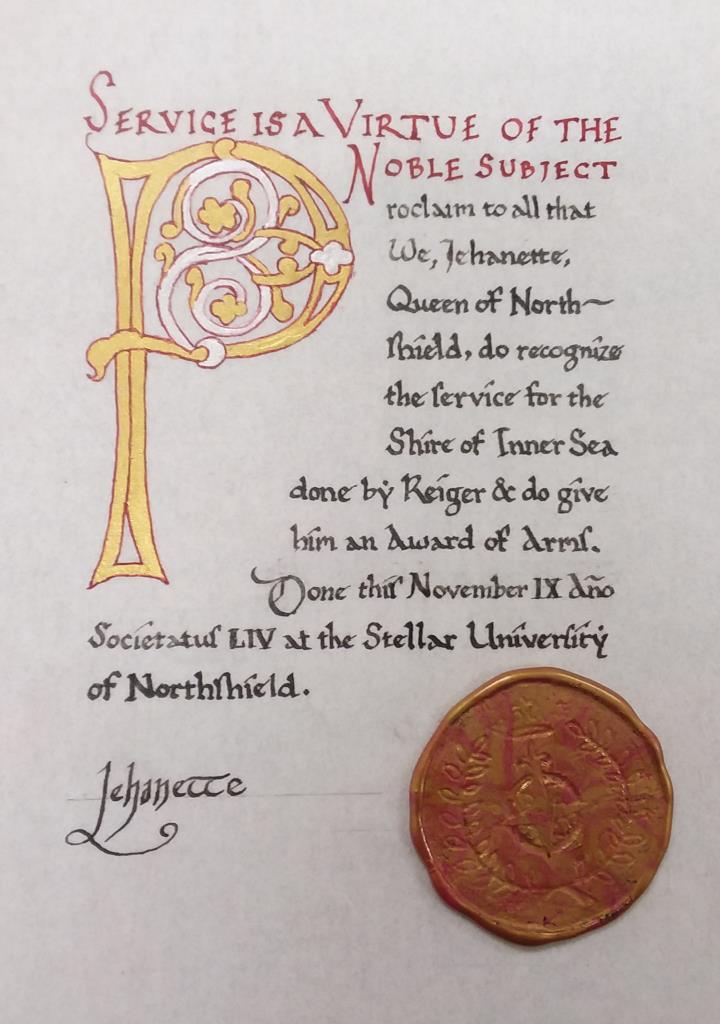 SERVICE IS A VIRTUE OF THE
NOBLE SUBJECT
Proclaim to all that
We, Jehanette,
Queen of North~
ſhield, do recognize
the ſervice for the
Shire of Inner Sea
done by Reiger & do give
him an Award of Armſ.
Done thiſ November IX Año
Societatuſ LIV at the Stellar Univerſity
of Northſhield.
Jehanette